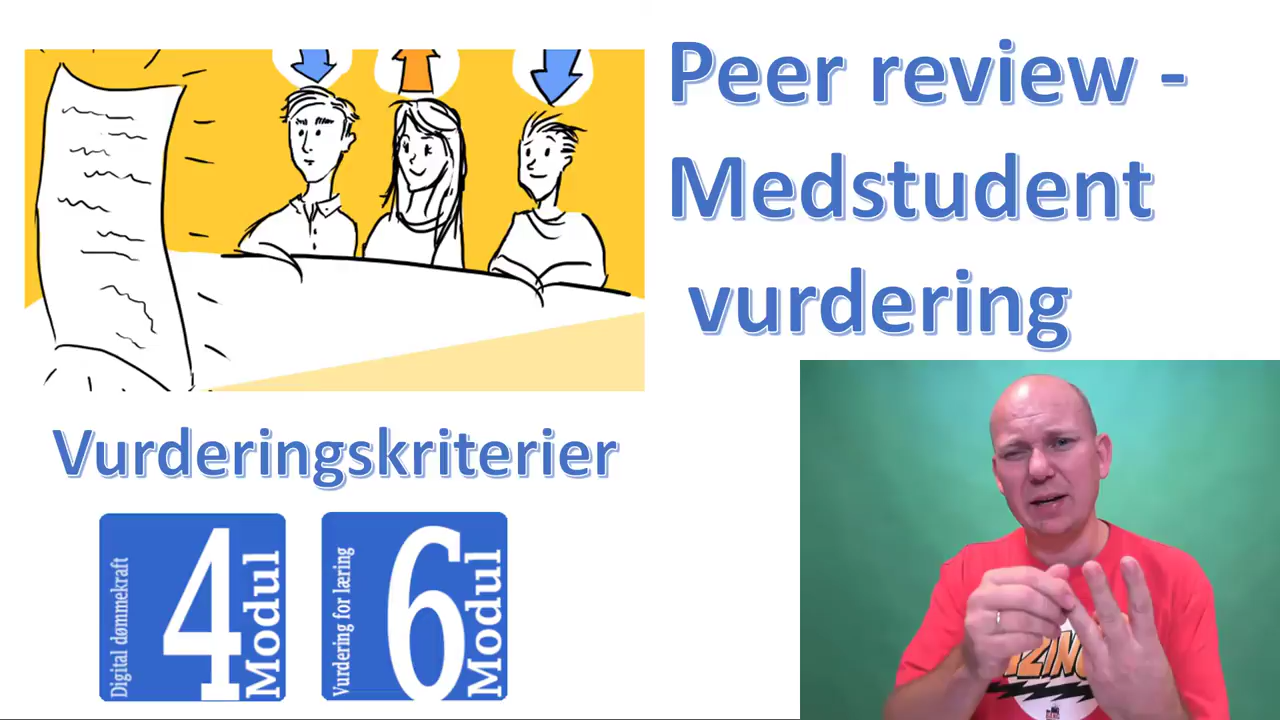 Peer review -
Medstudent
vurdering
Vurderingskriterier
Digital dømmekraft
4
Modul
Vurdering for læring
6
Modul